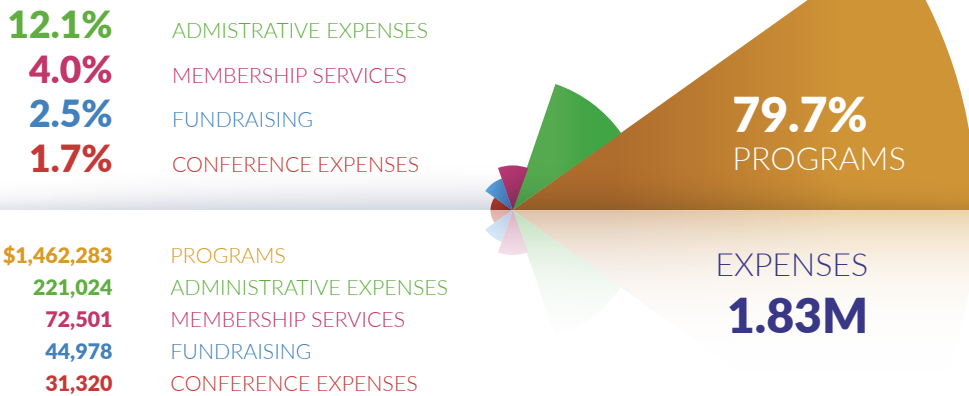 12.1% ADMISTRATIVE EXPENSES
4.0% MEMBERSHIP SERVICES
2.5% FUNDRAISING
1.7% CONFERENCE EXPENSES
79.7%
PROGRAMS
$1,462,283 PROGRAMS
221,024 ADMINISTRATIVE EXPENSES
72,501 MEMBERSHIP SERVICES
44,978 FUNDRAISING
31,320 CONFERENCE EXPENSES
EXPENSES
1.83M